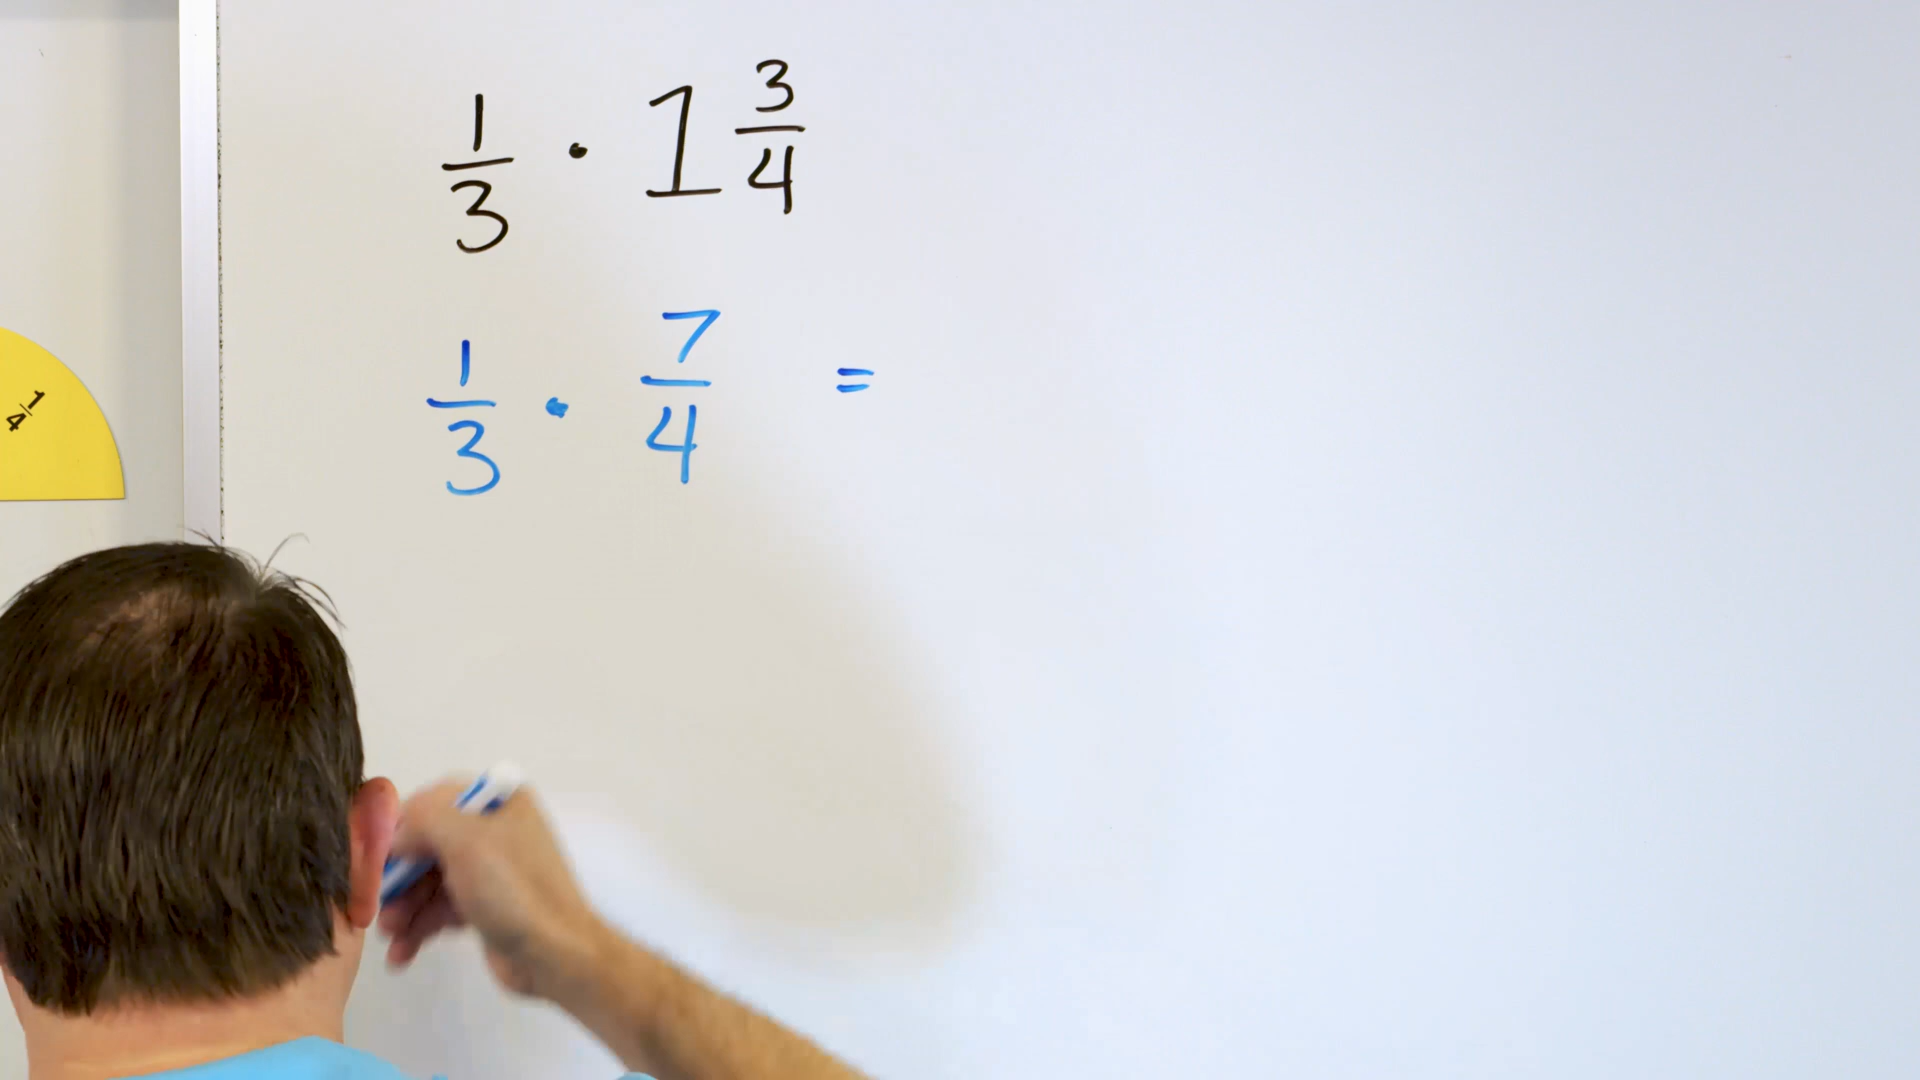 1/3 · 1 3/4
1/3 · 7/4 =
1/4